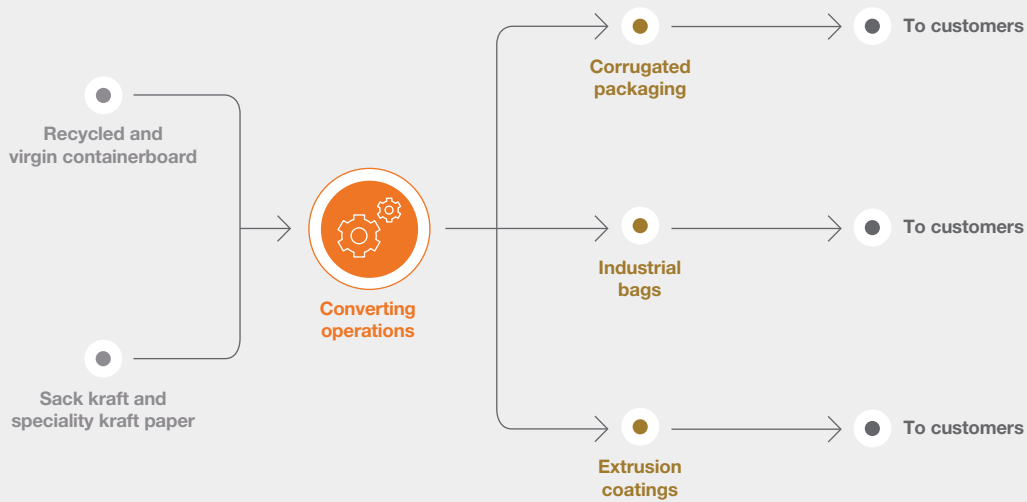 Recycled and
virgin containerboard
Sack kraft and
speciality kraft paper
Converting
operations
Corrugated
packaging
To customers
Industrial
bags
To customers
Extrusion
coatings
To customers